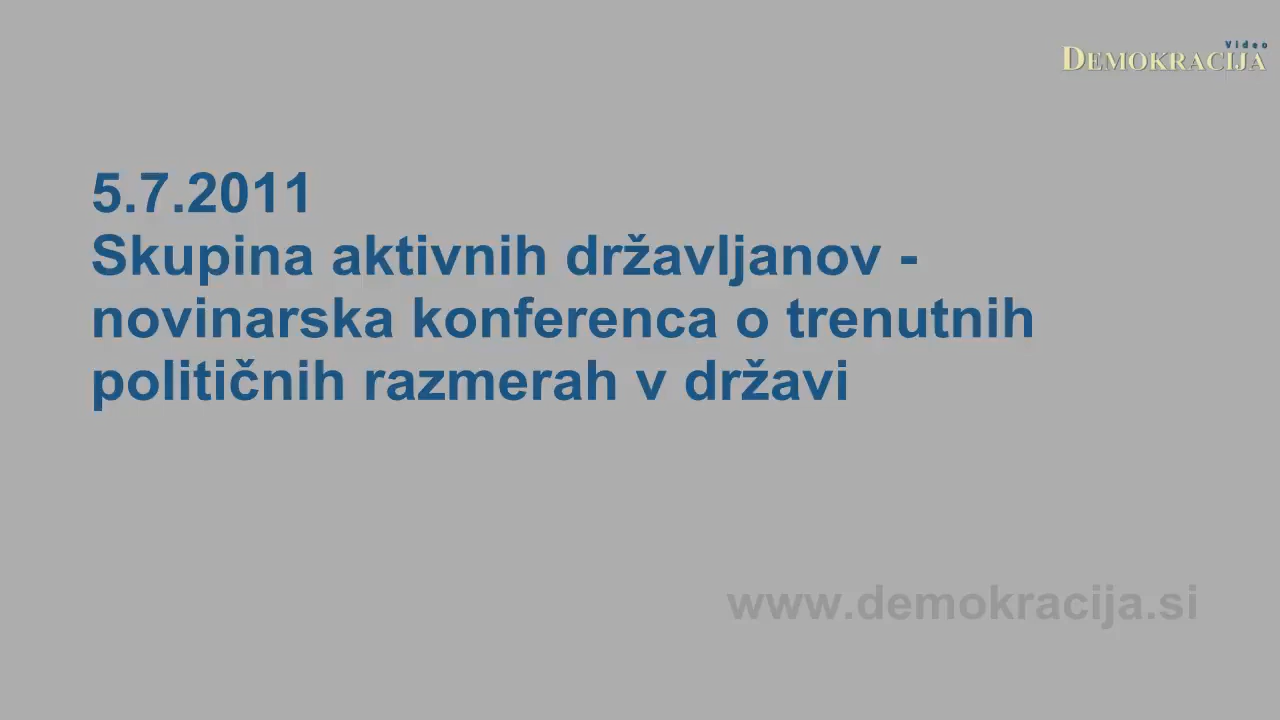 Video
DEMOKRACIJA
5.7.2011
Skupina aktivnih državljanov -
novinarska konferenca o trenutnih
političnih razmerah v državi
www.demokracija.si